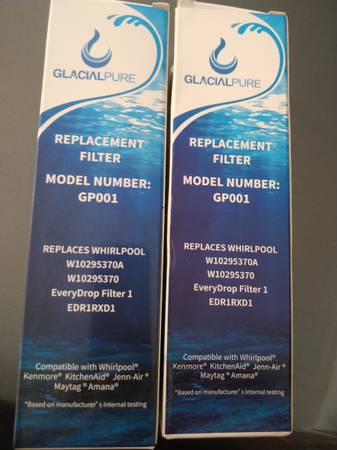 GLACIALPURE
REPLACEMENT
FILTER
MODEL NUMBER:
GP001
REPLACES WHIRLPOOL
W10295370A
W10295370
EveryDrop Filter 1
EDR1RXD1
Compatible with Whirlpool®
Kenmore® KitchenAid® Jenn-Air®
Maytag® Amana®
*Based on manufacturer's internal testing
GLACIALPURE
REPLACEMENT
FILTER
MODEL NUMBER:
GP001
REPLACES WHIRLPOOL
W10295370A
W10295370
EveryDrop Filter 1
EDR1RXD1
Compatible with Whirlpool®
Kenmore® KitchenAid® Jenn-Air®
Maytag® Amana®
*Based on manufacturer's internal testing